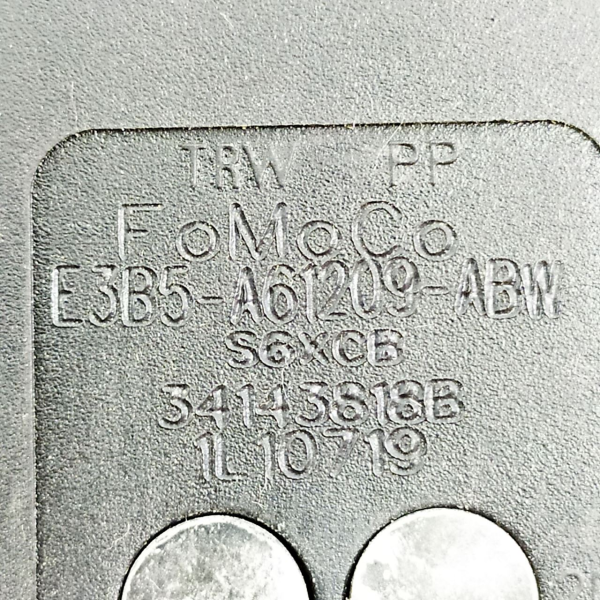 TRW PP
FoMoCo
E3B5-A61209-ABW
S6XCB
34143818B
1L10719